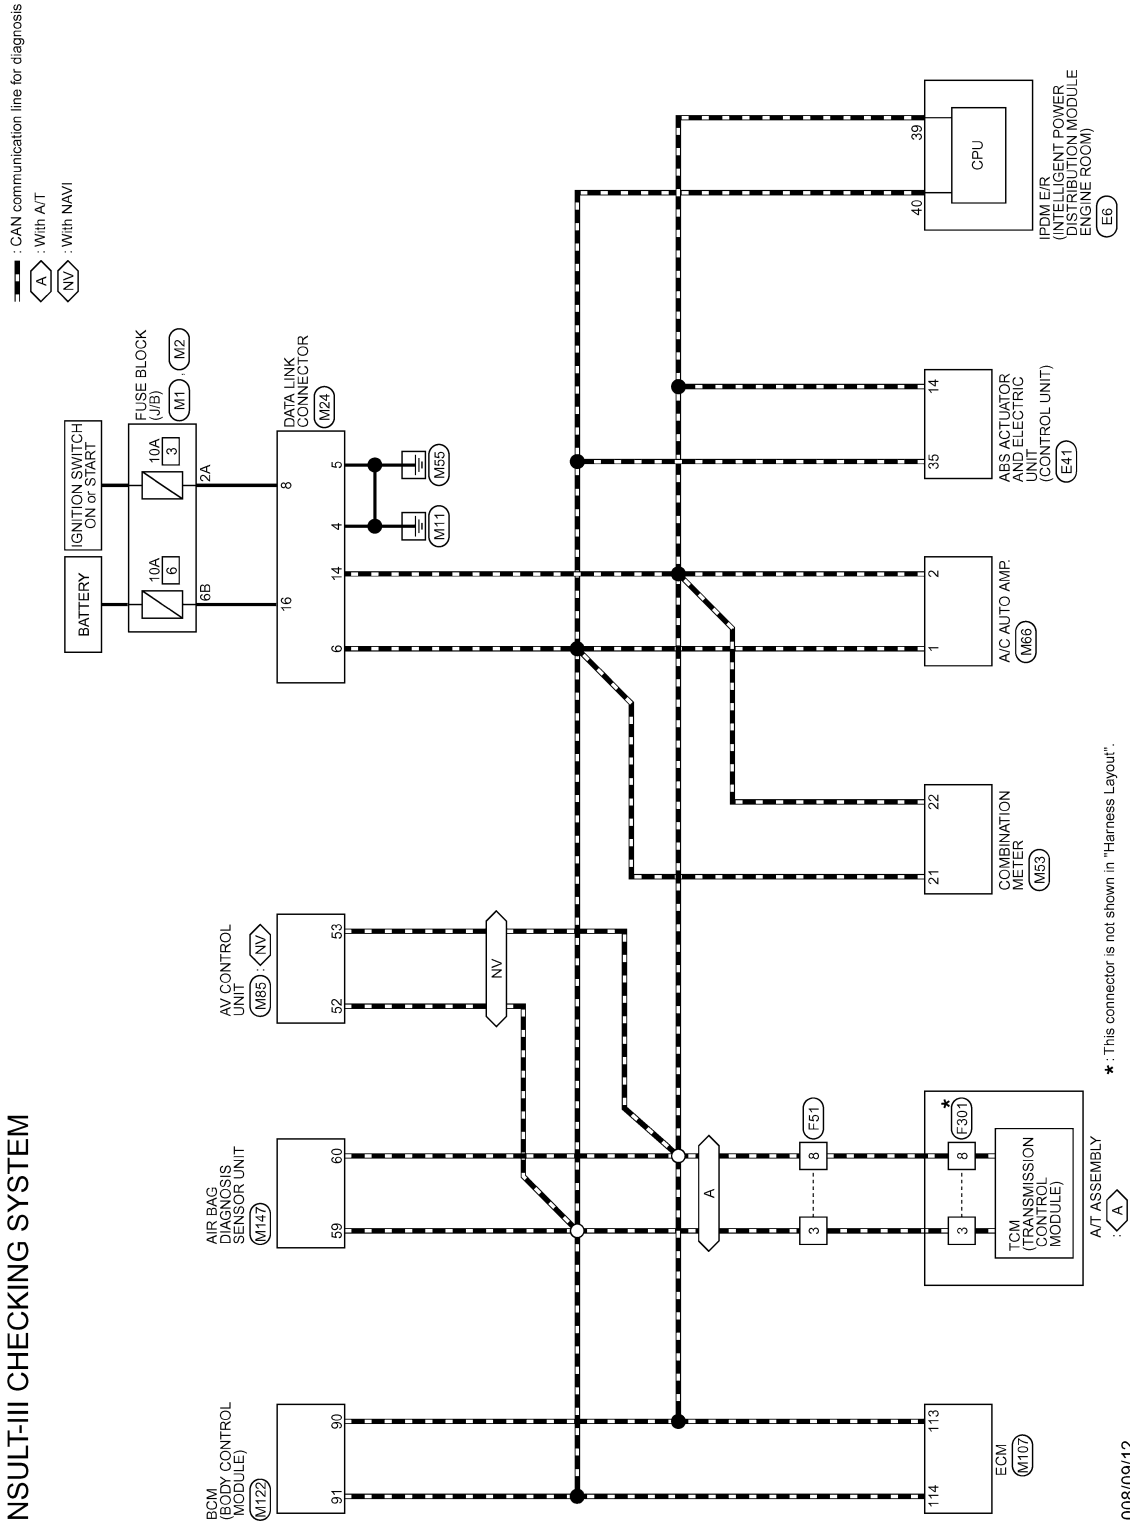 NSULT-III CHECKING SYSTEM
: CAN communication line for diagnosis
A : With A/T
NV : With NAVI
BATTERY
IGNITION SWITCH
ON or START
FUSE BLOCK
(J/B)
M1 , M2
10A
6
10A
3
6B
2A
BCM
(BODY CONTROL
MODULE)
M122
91
90
AIR BAG
DIAGNOSIS
SENSOR UNIT
M147
59
60
AV CONTROL
UNIT
M85 : NV
52
53
DATA LINK
CONNECTOR
M24
16
8
6
14
4
5
M11
M55
NV
A
3
8
F51
3
8
F301
*
TCM
(TRANSMISSION
CONTROL
MODULE)
A/T ASSEMBLY
: A
114
113
ECM
M107
21
22
COMBINATION
METER
M53
1
2
A/C AUTO AMP.
M66
35
14
ABS ACTUATOR
AND ELECTRIC
UNIT
(CONTROL UNIT)
E41
40
39
CPU
IPDM E/R
(INTELLIGENT POWER
DISTRIBUTION MODULE
ENGINE ROOM)
E6
* : This connector is not shown in "Harness Layout".